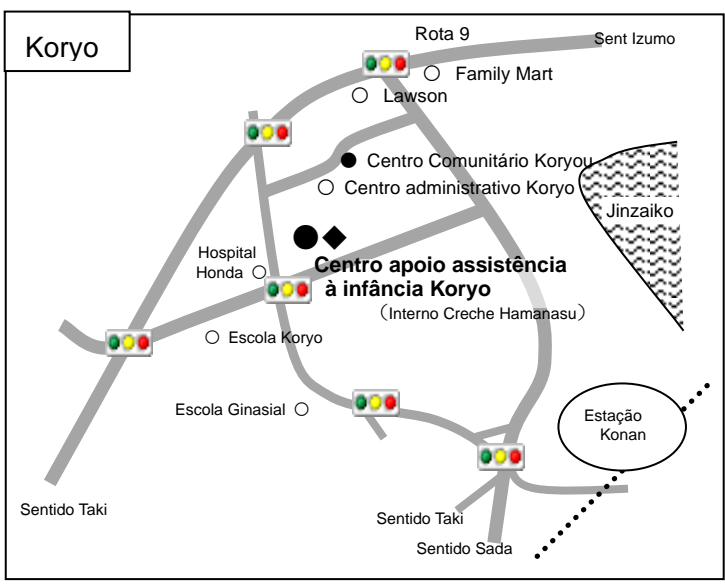 Koryo
Rota 9
Sent Izumo
Family Mart
Lawson
Centro Comunitário Koryou
Centro administrativo Koryo
Jinzaiko
Hospital
Honda
Centro apoio assistência
à infância Koryo
（Interno Creche Hamanasu）
Escola Koryo
Escola Ginasial
Estação
Konan
Sentido Taki
Sentido Taki
Sentido Sada